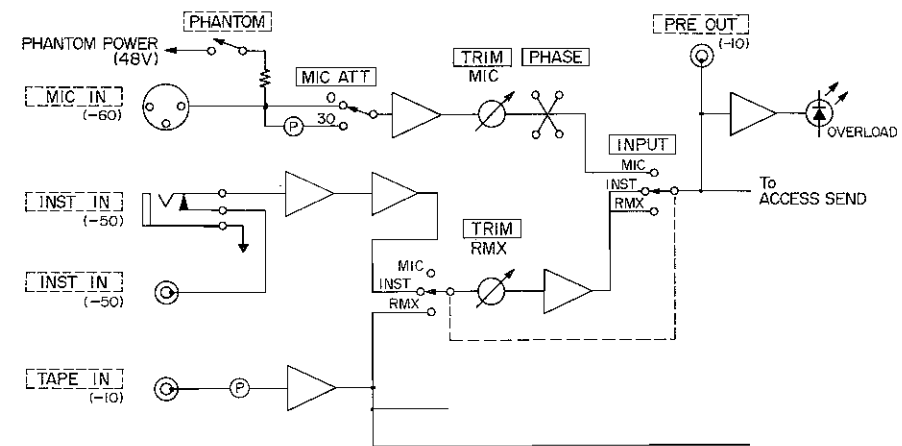 PHANTOM
PHANTOM POWER
(48V)
MIC IN
(-60)
P
MIC ATT
0
30
TRIM
MIC
PHASE
PRE OUT
(-10)
OVERLOAD
INPUT
MIC
INST
RMX
To
ACCESS SEND
INST IN
(-50)
INST IN
(-50)
MIC
INST
RMX
TRIM
RMX
TAPE IN
(-10)
P